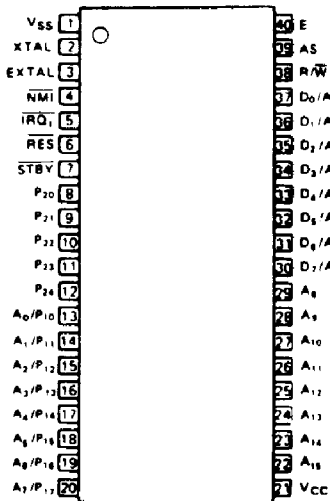 VSS 1 40 E
XTAL 2 39 AS
EXTAL 3 38 R/W̅
N̅M̅I̅ 4 37 D0/A
I̅R̅Q̅1̅ 5 36 D1/A
R̅E̅S̅ 6 35 D2/A
S̅T̅B̅Y̅ 7 34 D3/A
P20 8 33 D4/A
P21 9 32 D5/A
P22 10 31 D6/A
P23 11 30 D7/A
P24 12 29 A8
A0/P10 13 28 A9
A1/P11 14 27 A10
A2/P12 15 26 A11
A3/P13 16 25 A12
A4/P14 17 24 A13
A5/P15 18 23 A14
A6/P16 19 22 A15
A7/P17 20 21 VCC